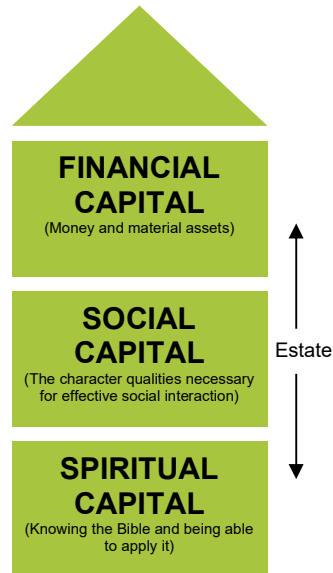 FINANCIAL
CAPITAL
(Money and material assets)
SOCIAL
CAPITAL
(The character qualities necessary
for effective social interaction)
Estate
SPIRITUAL
CAPITAL
(Knowing the Bible and being able
to apply it)